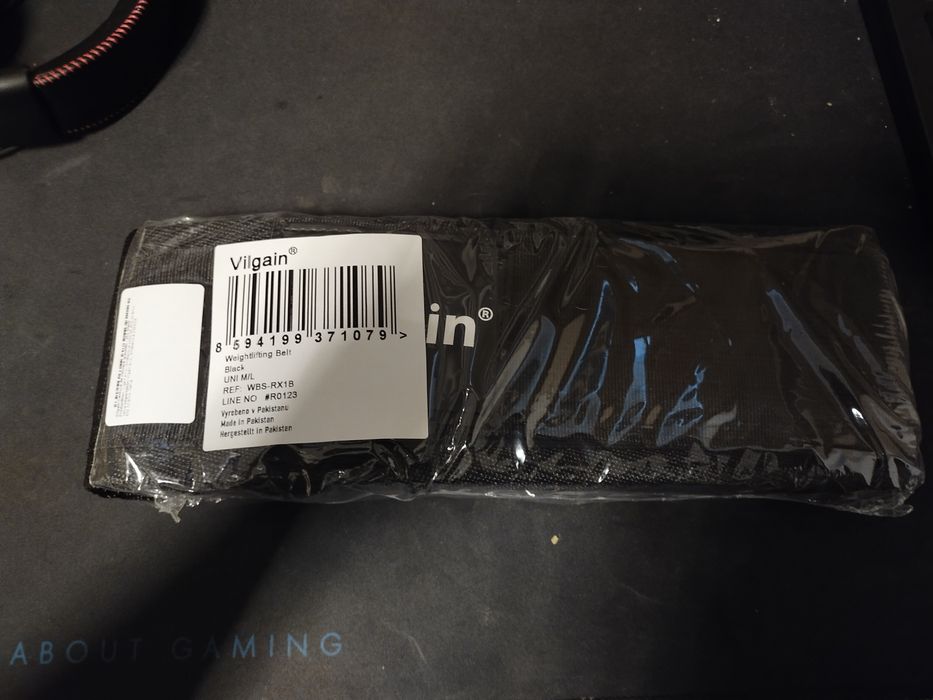 Vilgain®
8 594199 371079 >
Weightlifting Belt
Black
UNI M/L
REF: WBS-RX1B
LINE NO #R0123
Vyrobeno v Pakistanu
Made in Pakistan
Hergestellt in Pakistan
in®
ABOUT GAMING